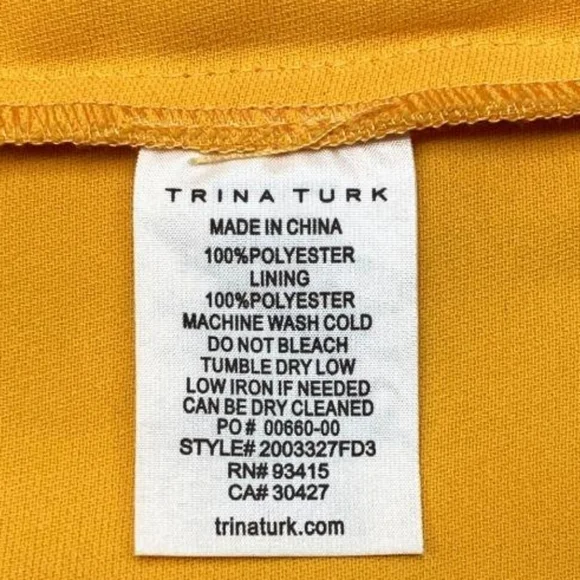 TRINA TURK
MADE IN CHINA
100%POLYESTER
LINING
100%POLYESTER
MACHINE WASH COLD
DO NOT BLEACH
TUMBLE DRY LOW
LOW IRON IF NEEDED
CAN BE DRY CLEANED
PO# 00660-00
STYLE# 2003327FD3
RN# 93415
CA# 30427
trinaturk.com